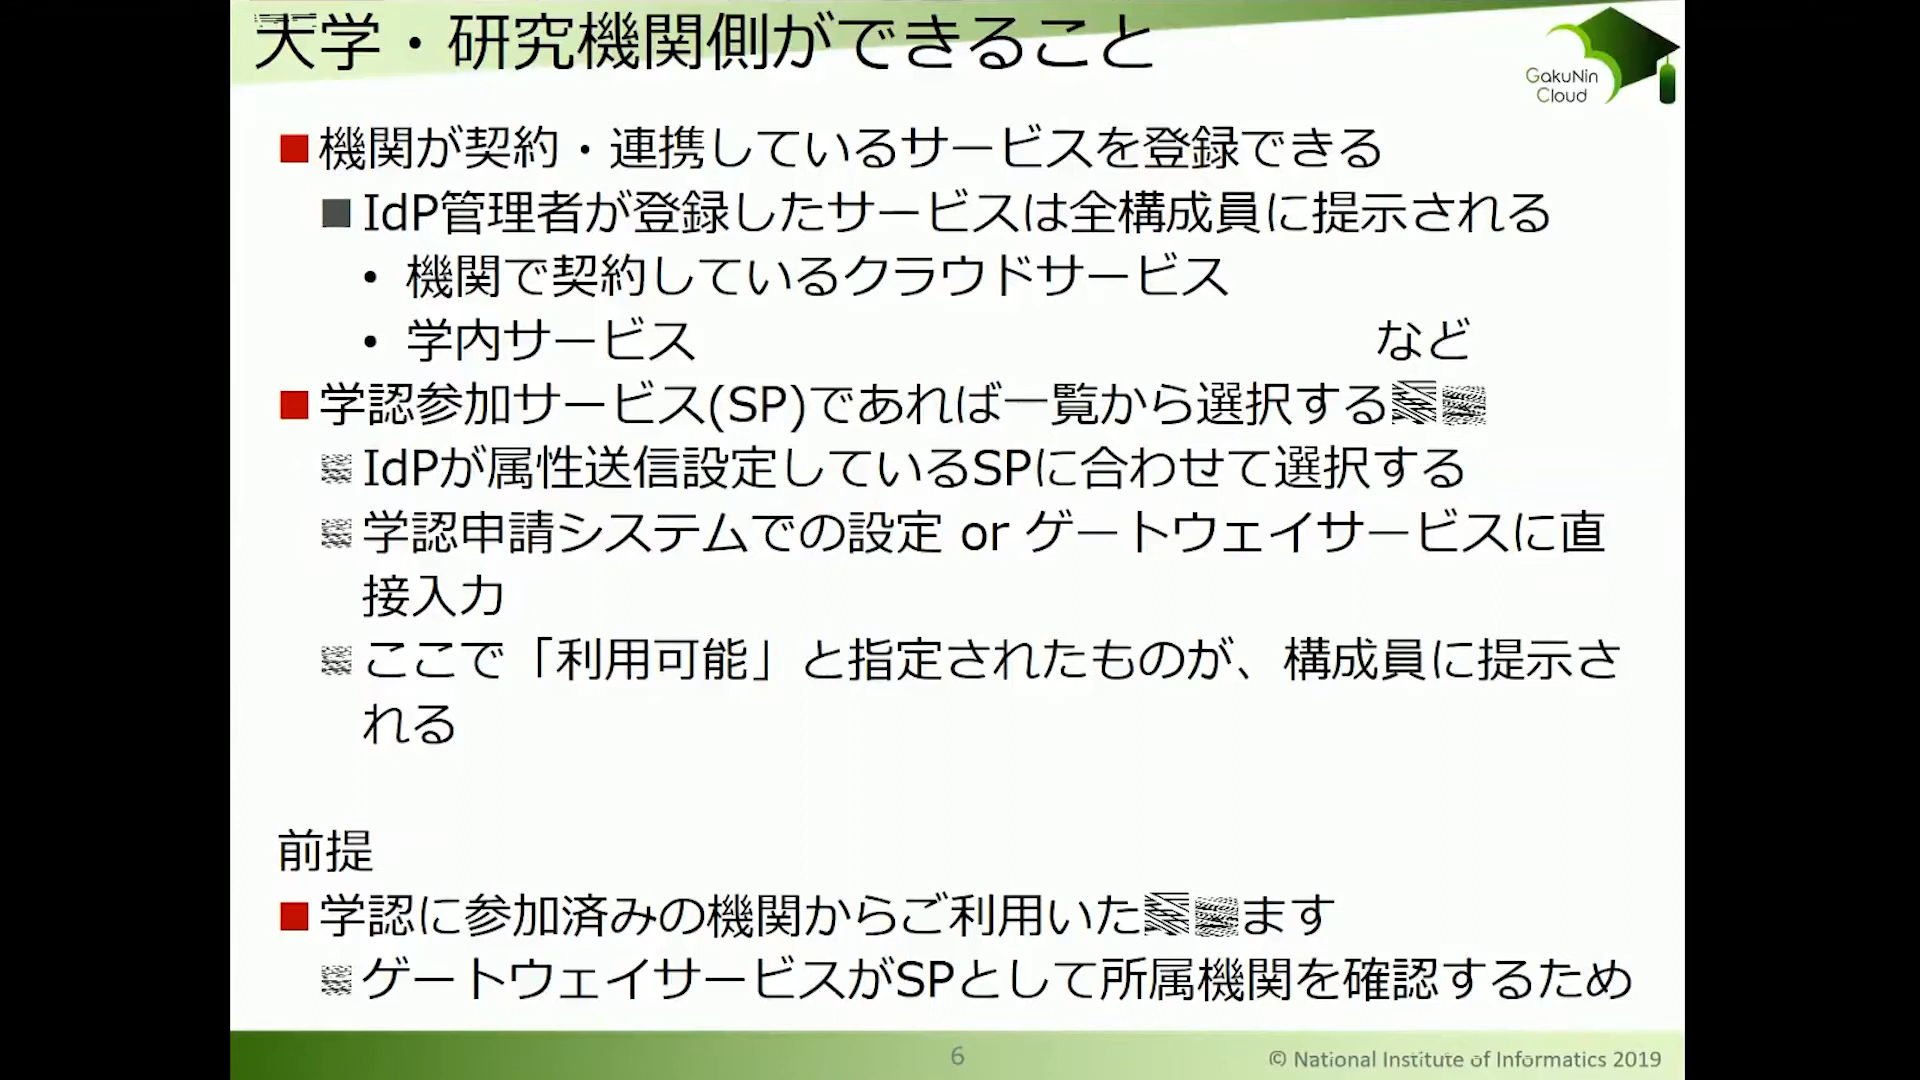 大学・研究機関側ができること
GakuNin
Cloud
機関が契約・連携しているサービスを登録できる
IdP管理者が登録したサービスは全構成員に提示される
• 機関で契約しているクラウドサービス
• 学内サービス など
学認参加サービス(SP)であれば一覧から選択する
IdPが属性送信設定しているSPに合わせて選択する
学認申請システムでの設定 or ゲートウェイサービスに直
接入力
ここで「利用可能」と指定されたものが、構成員に提示さ
れる
前提
学認に参加済みの機関からご利用いた ます
ゲートウェイサービスがSPとして所属機関を確認するため
6
© National Institute of Informatics 2019